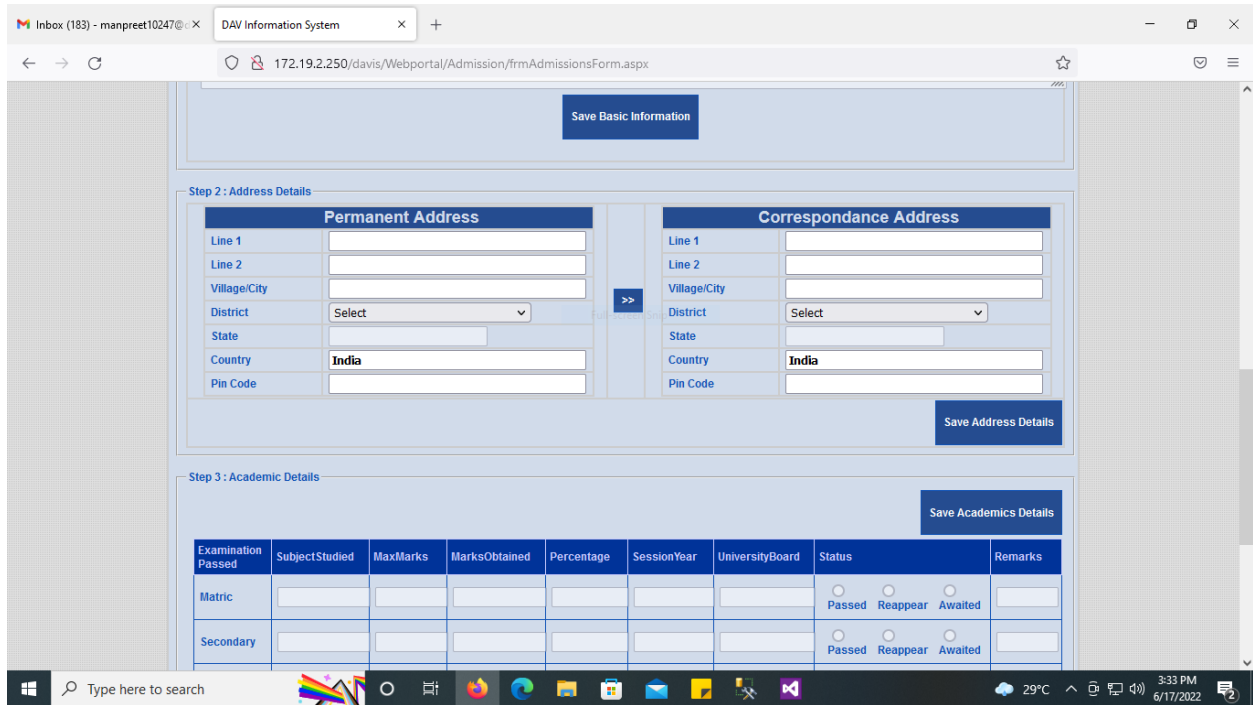 Inbox (183) - manpreet10247@
DAV Information System
172.19.2.250/davis/Webportal/Admission/frmAdmissionsForm.aspx
Save Basic Information
Step 2 : Address Details
Permanent Address
Correspondance Address
Line 1
Line 1
Line 2
Line 2
Village/City
Village/City
>>
District Select
District Select
State
State
Country India
Country India
Pin Code
Pin Code
Save Address Details
Step 3 : Academic Details
Save Academics Details
Examination Passed SubjectStudied MaxMarks MarksObtained Percentage SessionYear UniversityBoard Status Remarks
Matric Passed Reappear Awaited
Secondary Passed Reappear Awaited
Type here to search
29°C
3:33 PM
6/17/2022
2